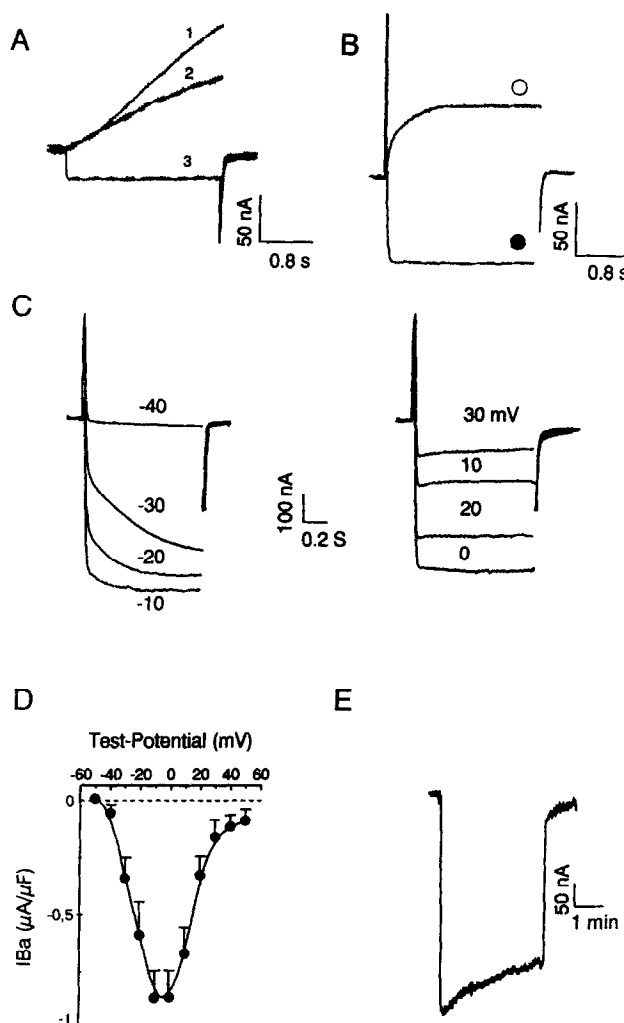 A
1
2
3
50 nA
0.8 s
B
50 nA
0.8 s
C
-40
-30
-20
-10
100 nA
0.2 S
30 mV
10
20
0
D
Test-Potential (mV)
-60 -40 -20 0 20 40 60
0
-0,5
-1
IBa (μA/μF)
E
50 nA
1 min